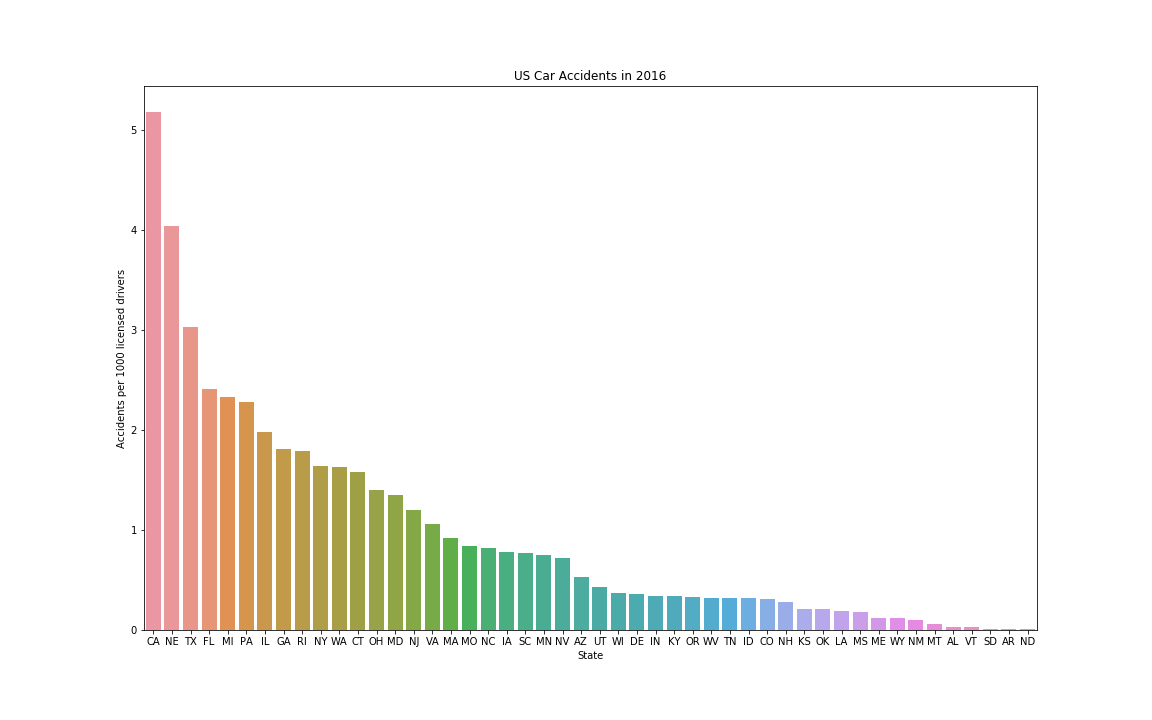 US Car Accidents in 2016
Accidents per 1000 licensed drivers
5
4
3
2
1
0
CA NE TX FL MI PA IL GA RI NY WA CT OH MD NJ VA MA MO NC IA SC MN NV AZ UT WI DE IN KY OR WV TN ID CO NH KS OK LA MS ME WY NM MT AL VT SD AR ND
State